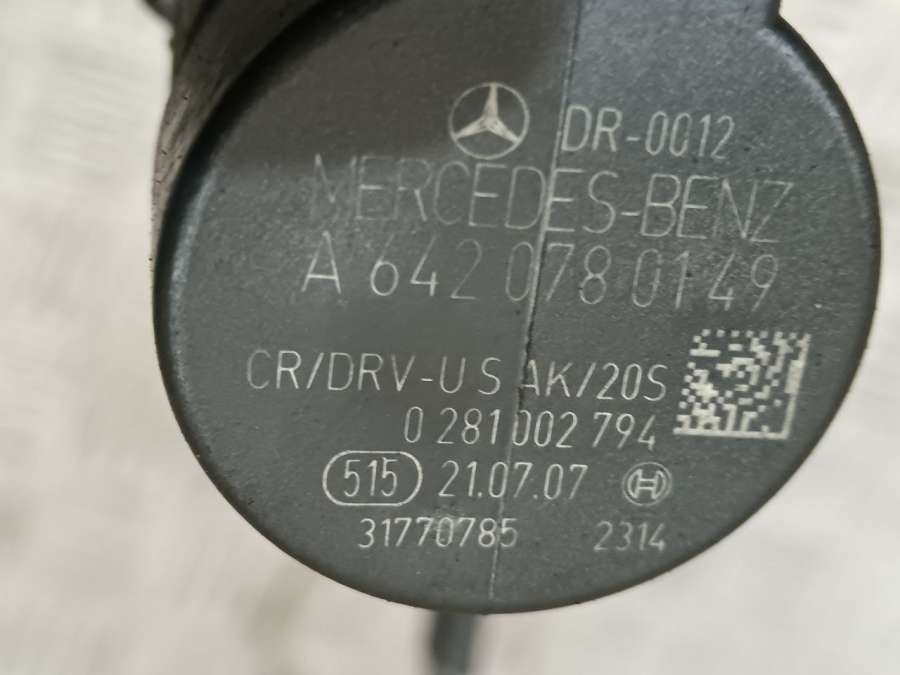 DR-0012
MERCEDES-BENZ
A 642 078 01 49
CR/DRV-U S AK/20S
0 281 002 794
515 21.07.07
31770785 2314